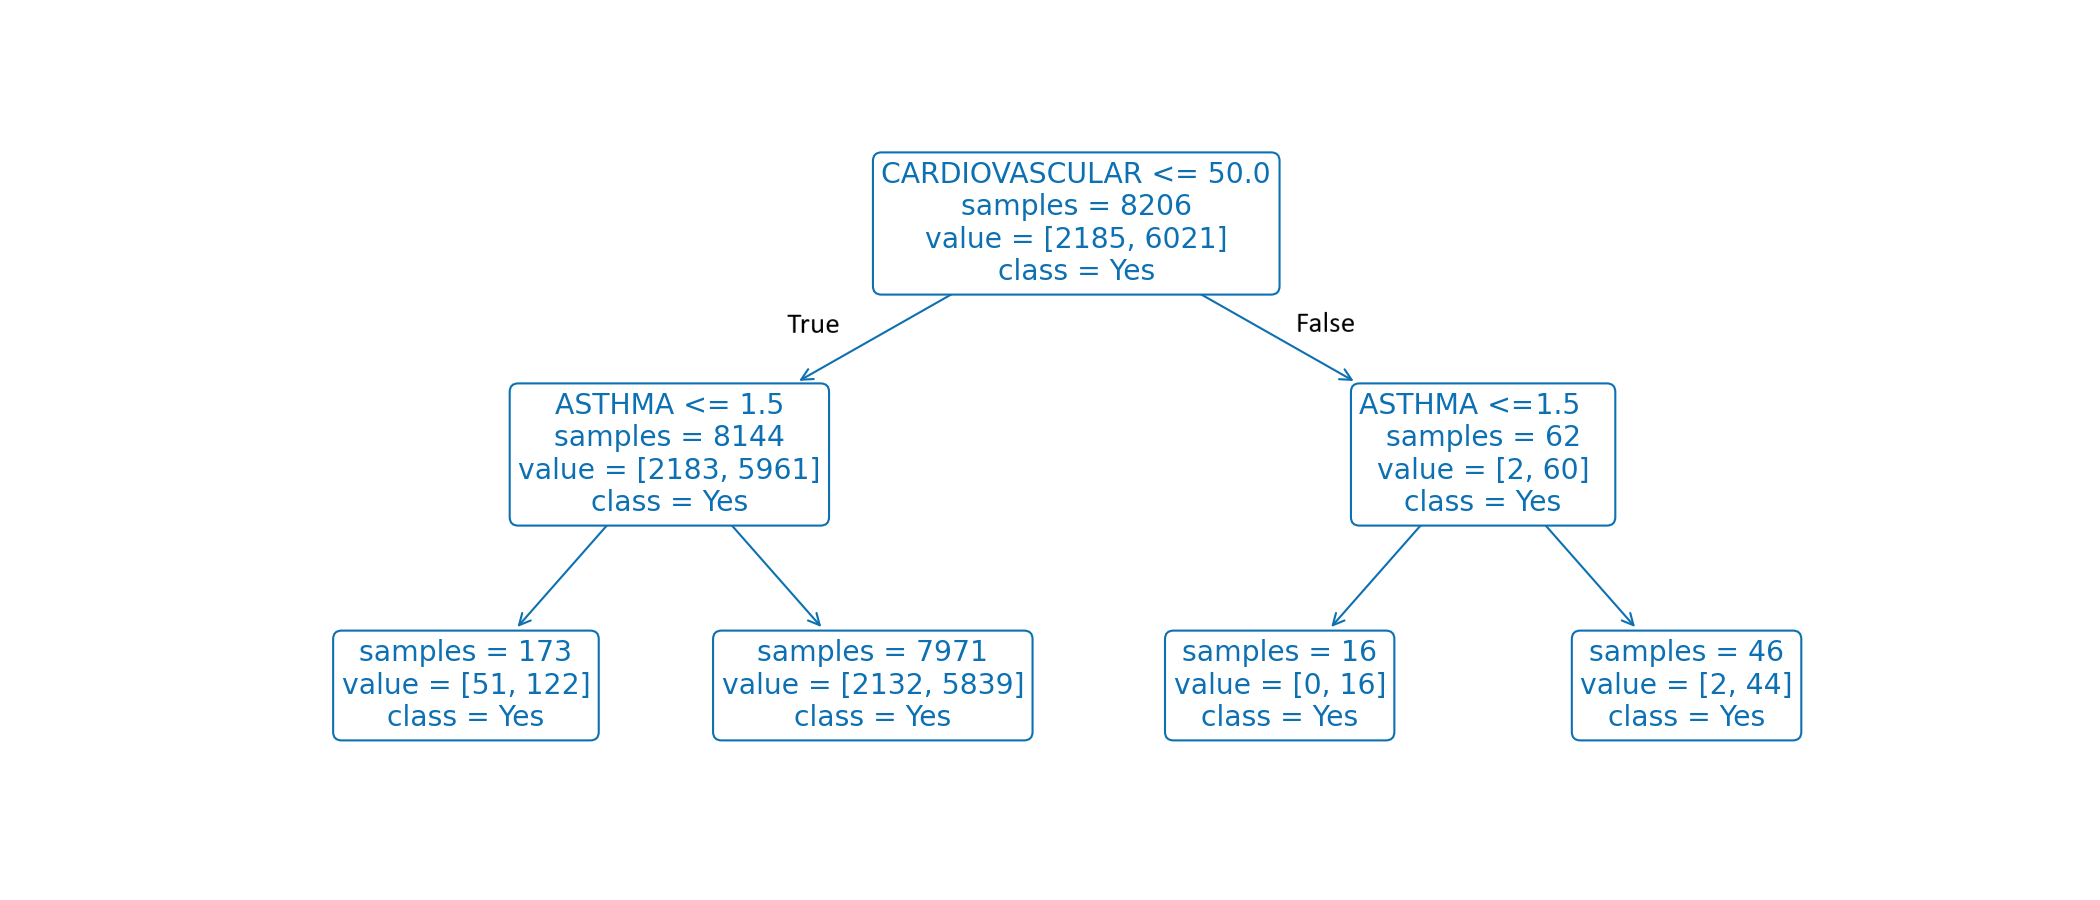 CARDIOVASCULAR <= 50.0
samples = 8206
value = [2185, 6021]
class = Yes
True
False
ASTHMA <= 1.5
samples = 8144
value = [2183, 5961]
class = Yes
ASTHMA <=1.5
samples = 62
value = [2, 60]
class = Yes
samples = 173
value = [51, 122]
class = Yes
samples = 7971
value = [2132, 5839]
class = Yes
samples = 16
value = [0, 16]
class = Yes
samples = 46
value = [2, 44]
class = Yes